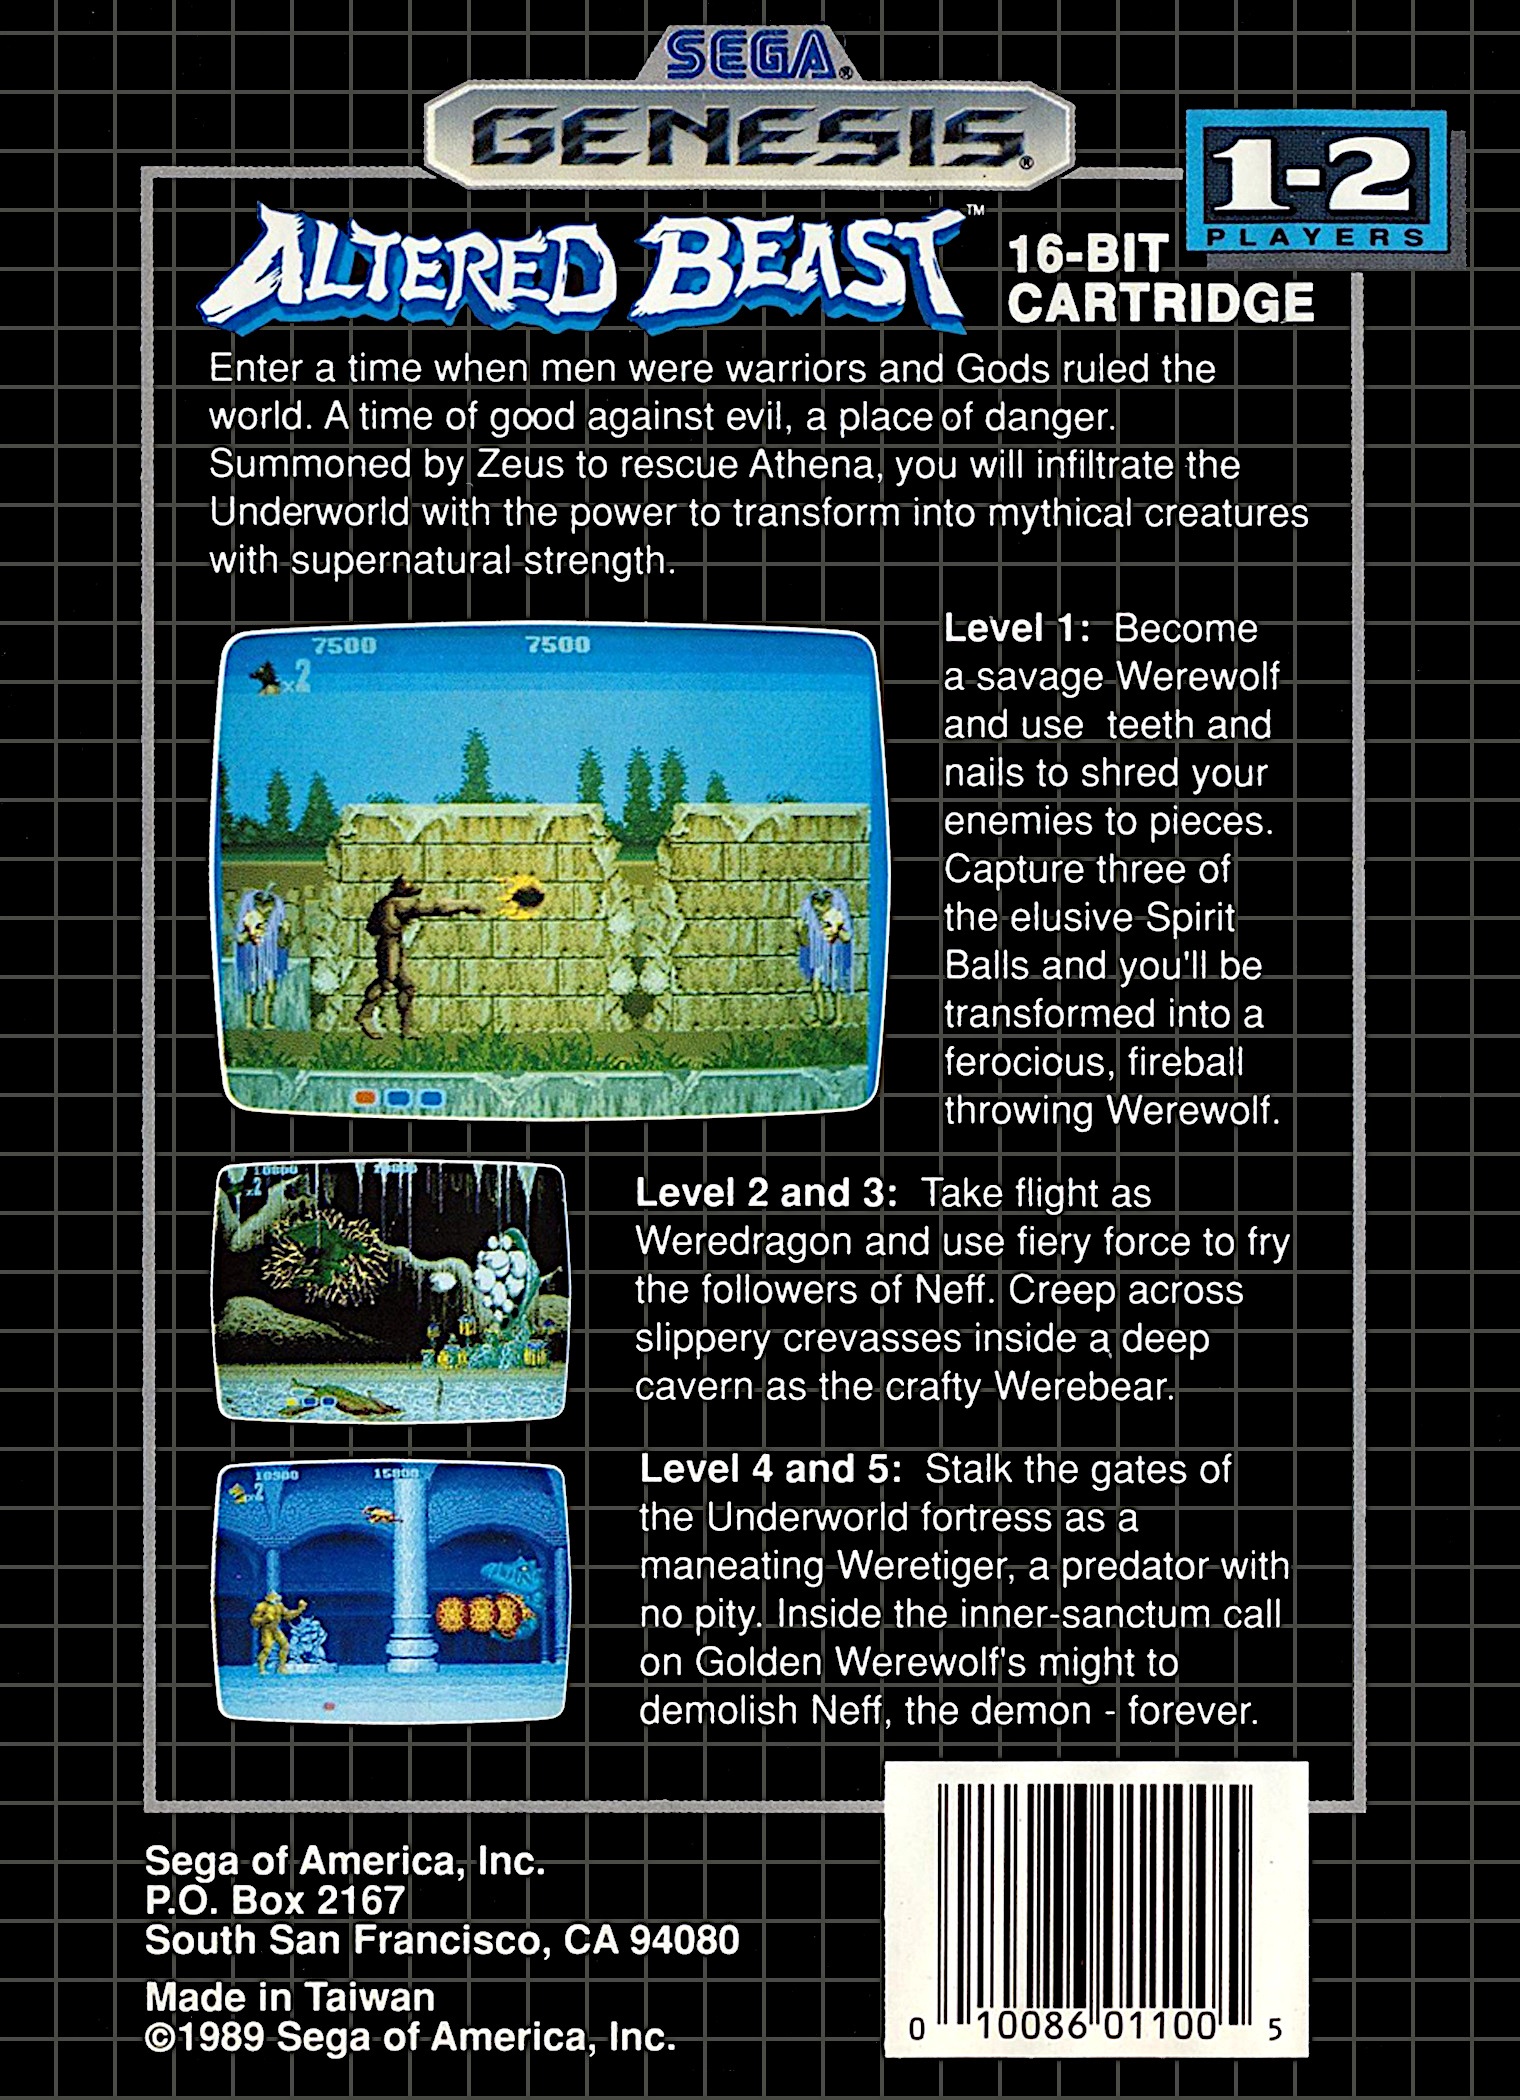 SEGA®
GENESIS®
1-2
PLAYERS
ALTERED BEAST™
16-BIT
CARTRIDGE
Enter a time when men were warriors and Gods ruled the
world. A time of good against evil, a place of danger.
Summoned by Zeus to rescue Athena, you will infiltrate the
Underworld with the power to transform into mythical creatures
with supernatural strength.
7500 7500
x2
Level 1: Become
a savage Werewolf
and use teeth and
nails to shred your
enemies to pieces.
Capture three of
the elusive Spirit
Balls and you'll be
transformed into a
ferocious, fireball
throwing Werewolf.
x2
Level 2 and 3: Take flight as
Weredragon and use fiery force to fry
the followers of Neff. Creep across
slippery crevasses inside a deep
cavern as the crafty Werebear.
10900 15800
x2
Level 4 and 5: Stalk the gates of
the Underworld fortress as a
maneating Weretiger, a predator with
no pity. Inside the inner-sanctum call
on Golden Werewolf's might to
demolish Neff, the demon - forever.
Sega of America, Inc.
P.O. Box 2167
South San Francisco, CA 94080
Made in Taiwan
©1989 Sega of America, Inc.
0 10086 01100 5